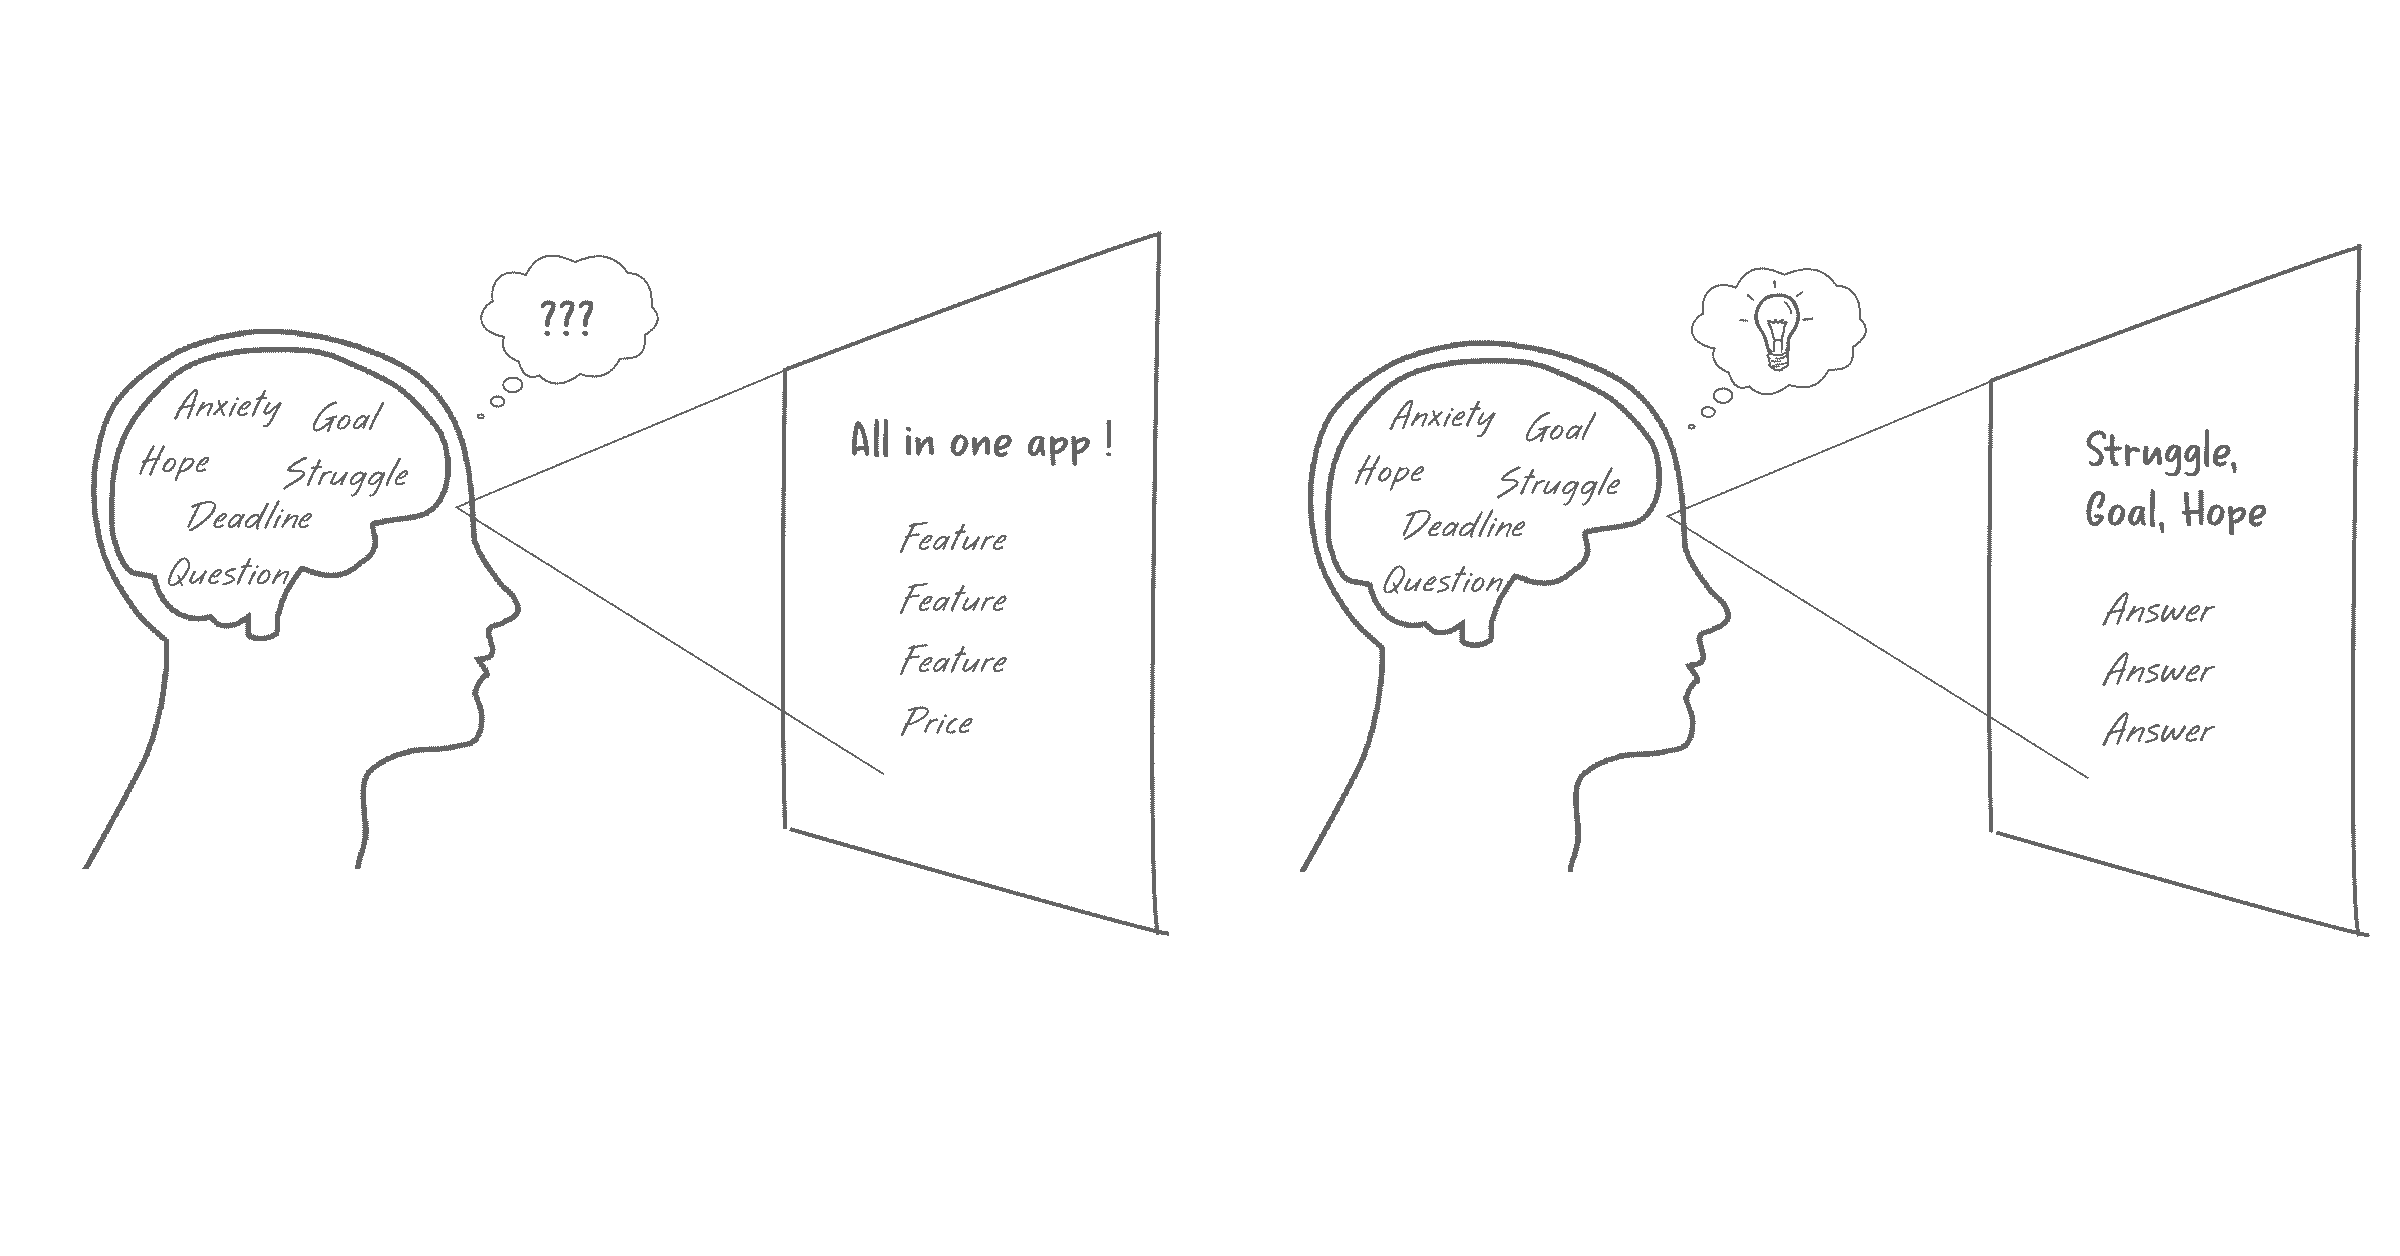 ???
Anxiety Goal
Hope Struggle
Deadline
Question
All in one app !
Feature
Feature
Feature
Price
Anxiety Goal
Hope Struggle
Deadline
Question
Struggle,
Goal, Hope
Answer
Answer
Answer